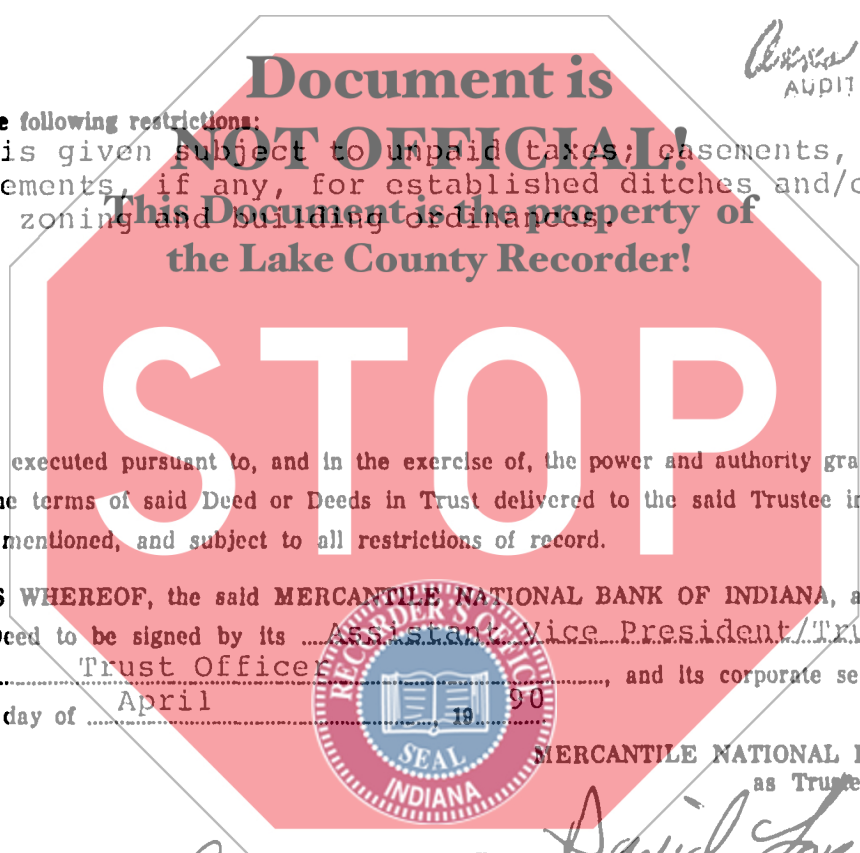 Document is
AUDIT
e following restrictions:
NOT OFFICIAL!
is given subject to unpaid taxes; easements,
ements, if any, for established ditches and/o
This Document is the property of
zoning and building ordinances.
the Lake County Recorder!
STOP
executed pursuant to, and in the exercise of, the power and authority gra
ne terms of said Deed or Deeds in Trust delivered to the said Trustee in
mentioned, and subject to all restrictions of record.
S WHEREOF, the said MERCANTILE NATIONAL BANK OF INDIANA, a
Deed to be signed by its Assistant Vice President/Tru
Trust Officer, and its corporate se
day of April, 19 90
RECORDER'S OFFICE
SEAL
INDIANA
MERCANTILE NATIONAL B
as Truste
David